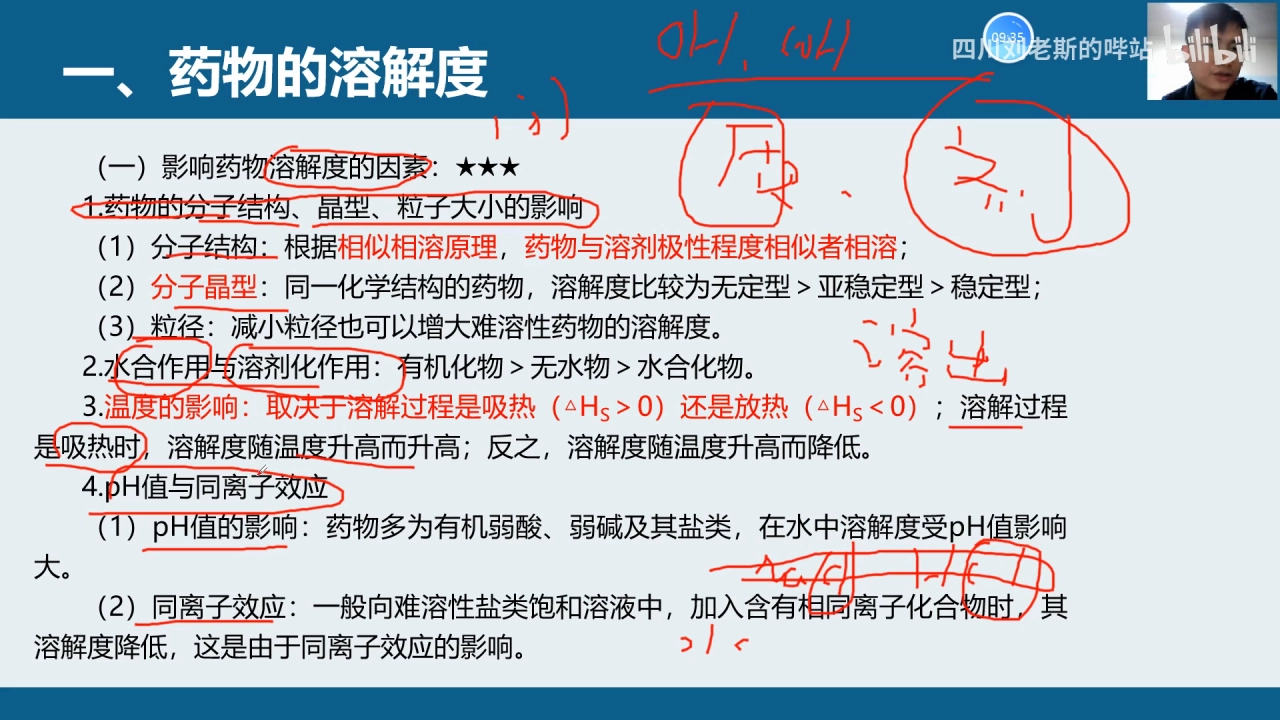 四川刘老斯的哔站 bilibili
09:35
一、药物的溶解度
（一）影响药物溶解度的因素：★★★
1.药物的分子结构、晶型、粒子大小的影响
（1）分子结构：根据相似相溶原理，药物与溶剂极性程度相似者相溶；
（2）分子晶型：同一化学结构的药物，溶解度比较为无定型＞亚稳定型＞稳定型；
（3）粒径：减小粒径也可以增大难溶性药物的溶解度。
溶出
2.水合作用与溶剂化作用：有机化物＞无水物＞水合化物。
3.温度的影响：取决于溶解过程是吸热（△HS＞0）还是放热（△HS＜0）；溶解过程
是吸热时，溶解度随温度升高而升高；反之，溶解度随温度升高而降低。
4.pH值与同离子效应
（1）pH值的影响：药物多为有机弱酸、弱碱及其盐类，在水中溶解度受pH值影响
大。
（2）同离子效应：一般向难溶性盐类饱和溶液中，加入含有相同离子化合物时，其
溶解度降低，这是由于同离子效应的影响。